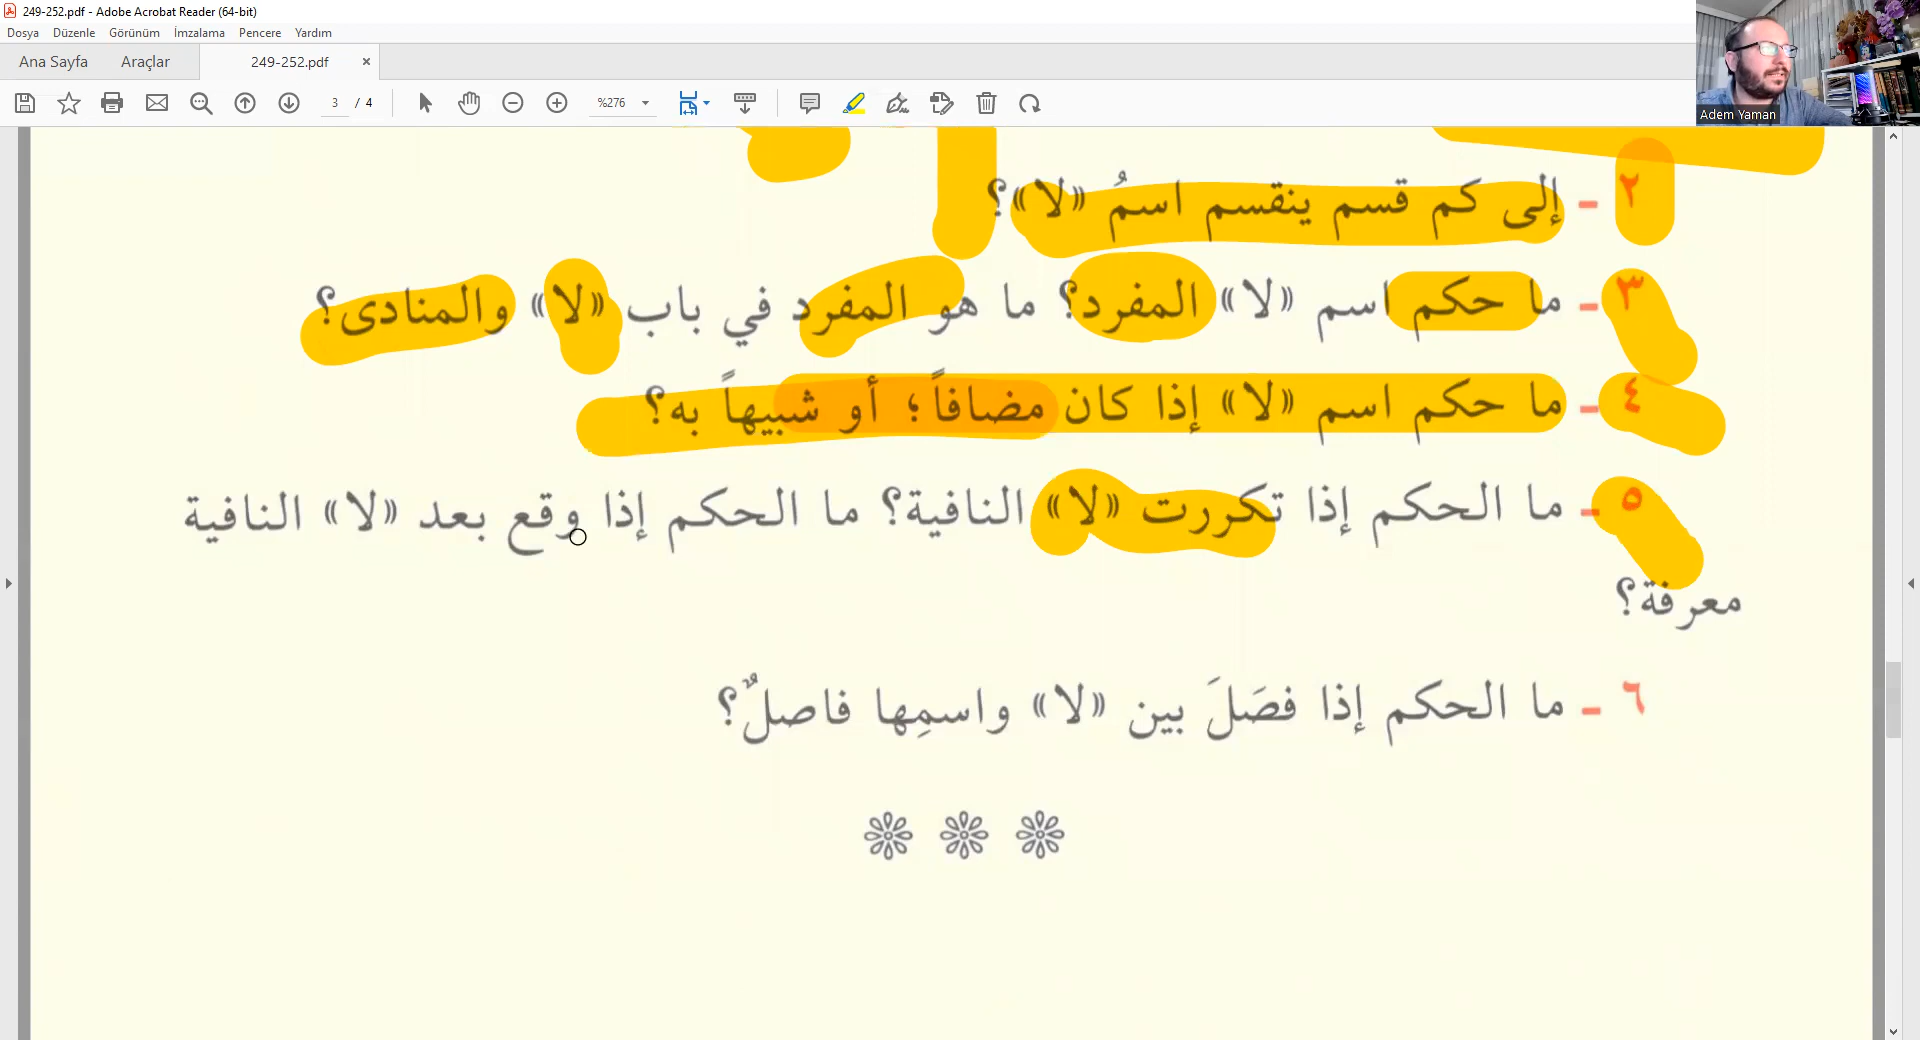 249-252.pdf - Adobe Acrobat Reader (64-bit)
Dosya Düzenle Görünüm İmzalama Pencere Yardım
Ana Sayfa Araçlar 249-252.pdf ×
3 / 4 %276
Adem Yaman
٢ - إلى كم قسم ينقسم اسمُ «لا»؟
٣ - ما حكم اسم «لا» المفرد؟ ما هو المفرد في باب «لا» والمنادى؟
٤ - ما حكم اسم «لا» إذا كان مضافاً؛ أو شبيهاً به؟
٥ - ما الحكم إذا تكررت «لا» النافية؟ ما الحكم إذا وقع بعد «لا» النافية
معرفة؟
٦ - ما الحكم إذا فصَلَ بين «لا» واسمِها فاصلٌ؟